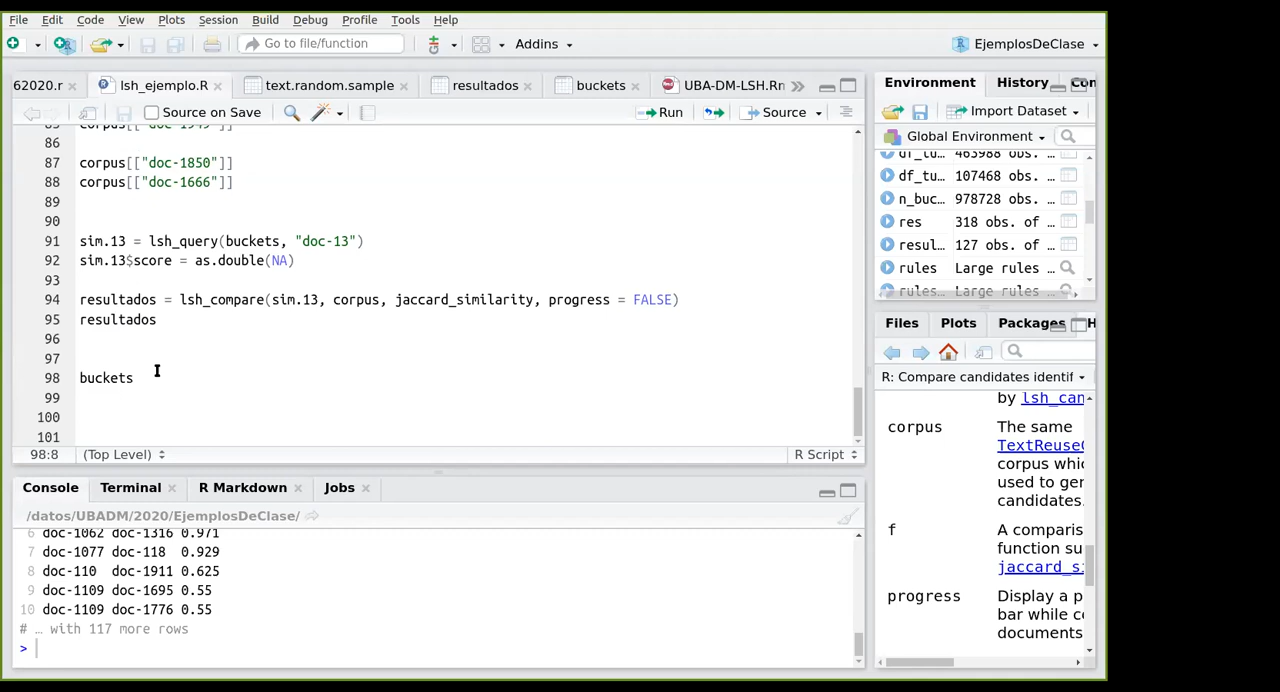 File Edit Code View Plots Session Build Debug Profile Tools Help
Go to file/function Addins EjemplosDeClase
62020.r lsh_ejemplo.R text.random.sample resultados buckets UBA-DM-LSH.Rn
Source on Save Run Source
86
87 corpus[["doc-1850"]]
88 corpus[["doc-1666"]]
89
90
91 sim.13 = lsh_query(buckets, "doc-13")
92 sim.13$score = as.double(NA)
93
94 resultados = lsh_compare(sim.13, corpus, jaccard_similarity, progress = FALSE)
95 resultados
96
97
98 buckets
99
100
101
98:8 (Top Level) R Script
Console Terminal R Markdown Jobs
/datos/UBADM/2020/EjemplosDeClase/
6 doc-1062 doc-1316 0.971
7 doc-1077 doc-118 0.929
8 doc-110 doc-1911 0.625
9 doc-1109 doc-1695 0.55
10 doc-1109 doc-1776 0.55
# … with 117 more rows
>
Environment History
Import Dataset
Global Environment
df_tu… 463988 obs. …
df_tu… 107468 obs. …
n_buc… 978728 obs. …
res 318 obs. of …
resul… 127 obs. of …
rules Large rules …
rules… Large rules …
Files Plots Packages H
R: Compare candidates identif
by lsh_can
corpus The same
TextReuse
corpus whic
used to ger
candidates.
f A comparis
function su
jaccard_s
progress Display a p
bar while co
documents